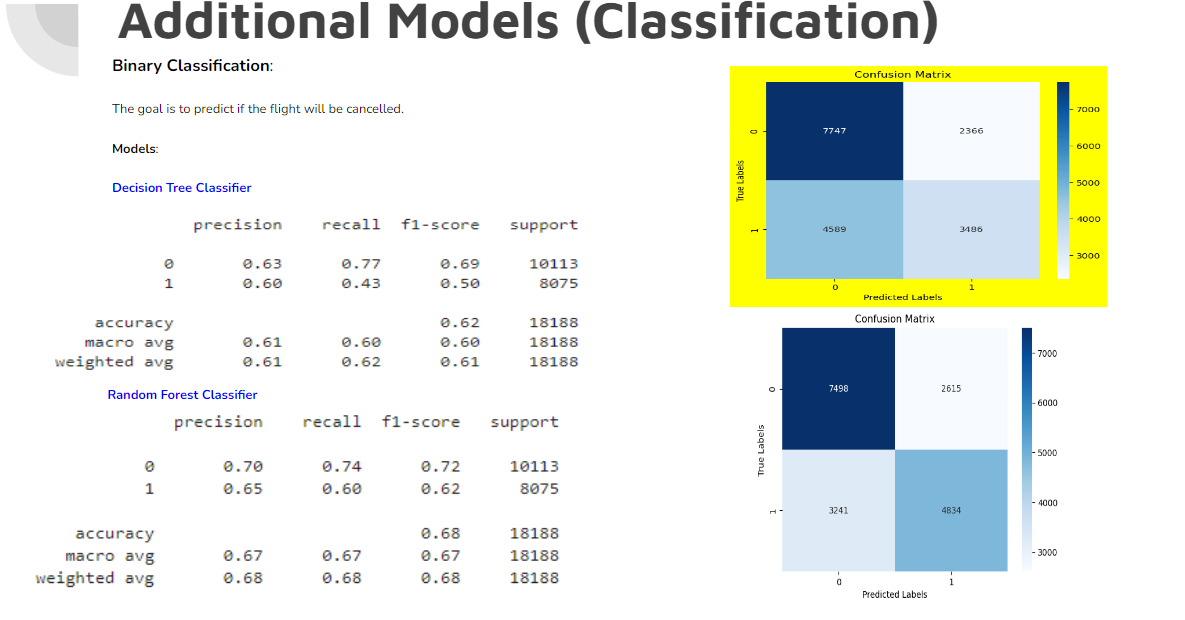 Additional Models (Classification)
Binary Classification:
The goal is to predict if the flight will be cancelled.
Models:
Decision Tree Classifier
precision recall f1-score support
0 0.63 0.77 0.69 10113
1 0.60 0.43 0.50 8075
accuracy 0.62 18188
macro avg 0.61 0.60 0.60 18188
weighted avg 0.61 0.62 0.61 18188
Random Forest Classifier
precision recall f1-score support
0 0.70 0.74 0.72 10113
1 0.65 0.60 0.62 8075
accuracy 0.68 18188
macro avg 0.67 0.67 0.67 18188
weighted avg 0.68 0.68 0.68 18188
Confusion Matrix
True Labels
0
7747 2366
1
4589 3486
0 1
Predicted Labels
7000
6000
5000
4000
3000
Confusion Matrix
True Labels
0
7498 2615
1
3241 4834
0 1
Predicted Labels
7000
6000
5000
4000
3000